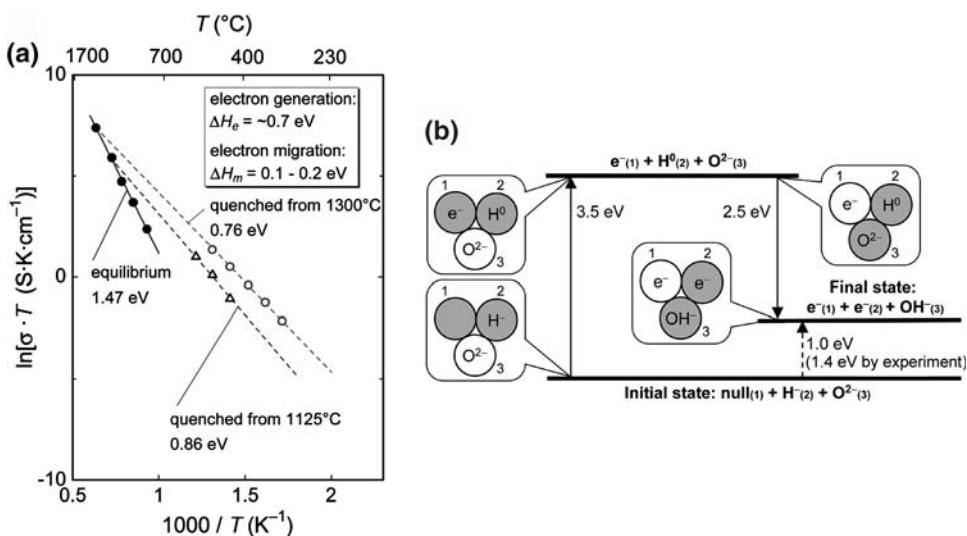 (a)
T (°C)
1700 700 400 230
10
0
-10
ln[σ · T (S·K·cm⁻¹)]
electron generation:
ΔHₑ = ~0.7 eV
electron migration:
ΔHₘ = 0.1 - 0.2 eV
quenched from 1300°C
0.76 eV
equilibrium
1.47 eV
quenched from 1125°C
0.86 eV
0.5 1 1.5 2
1000 / T (K⁻¹)
(b)
e⁻(1) + H⁰(2) + O²⁻(3)
1 2
e⁻ H⁰
O²⁻ 3
3.5 eV
2.5 eV
1 2
e⁻ H⁰
O²⁻
3
1 2
H⁻
O²⁻ 3
1 2
e⁻ e⁻
OH⁻ 3
Final state:
e⁻(1) + e⁻(2) + OH⁻(3)
1.0 eV
(1.4 eV by experiment)
Initial state: null(1) + H⁻(2) + O²⁻(3)